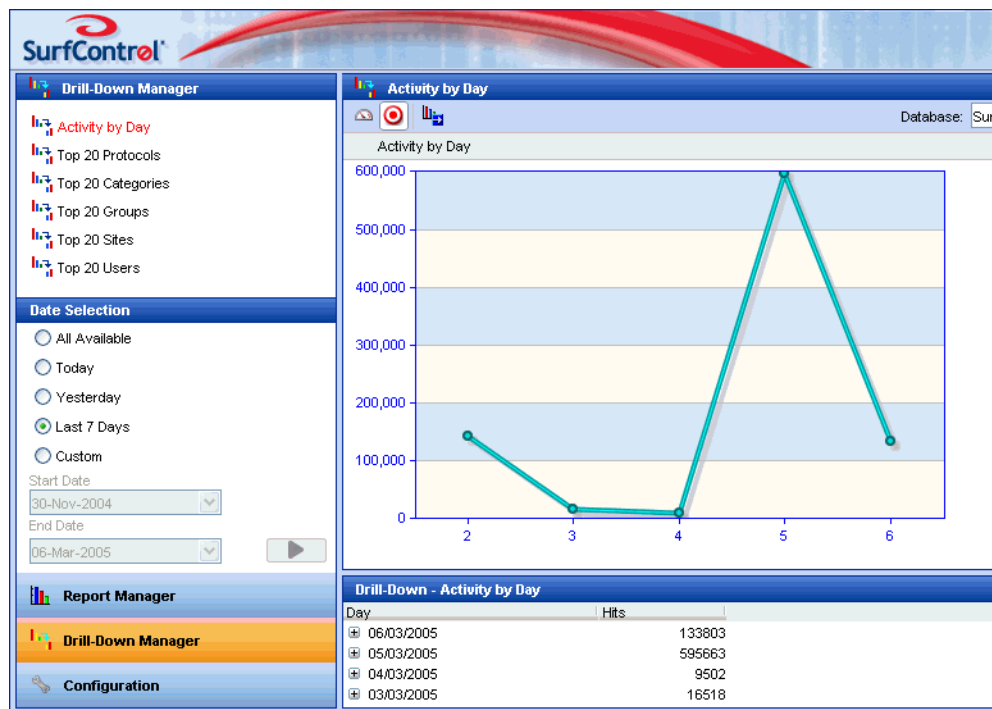 SurfControl
Drill-Down Manager
Activity by Day
Top 20 Protocols
Top 20 Categories
Top 20 Groups
Top 20 Sites
Top 20 Users
Date Selection
All Available
Today
Yesterday
Last 7 Days
Custom
Start Date
30-Nov-2004
End Date
06-Mar-2005
Report Manager
Drill-Down Manager
Configuration
Activity by Day
Database: Sur
Activity by Day
600,000
500,000
400,000
300,000
200,000
100,000
0
2 3 4 5 6
Drill-Down - Activity by Day
Day Hits
06/03/2005 133803
05/03/2005 595663
04/03/2005 9502
03/03/2005 16518